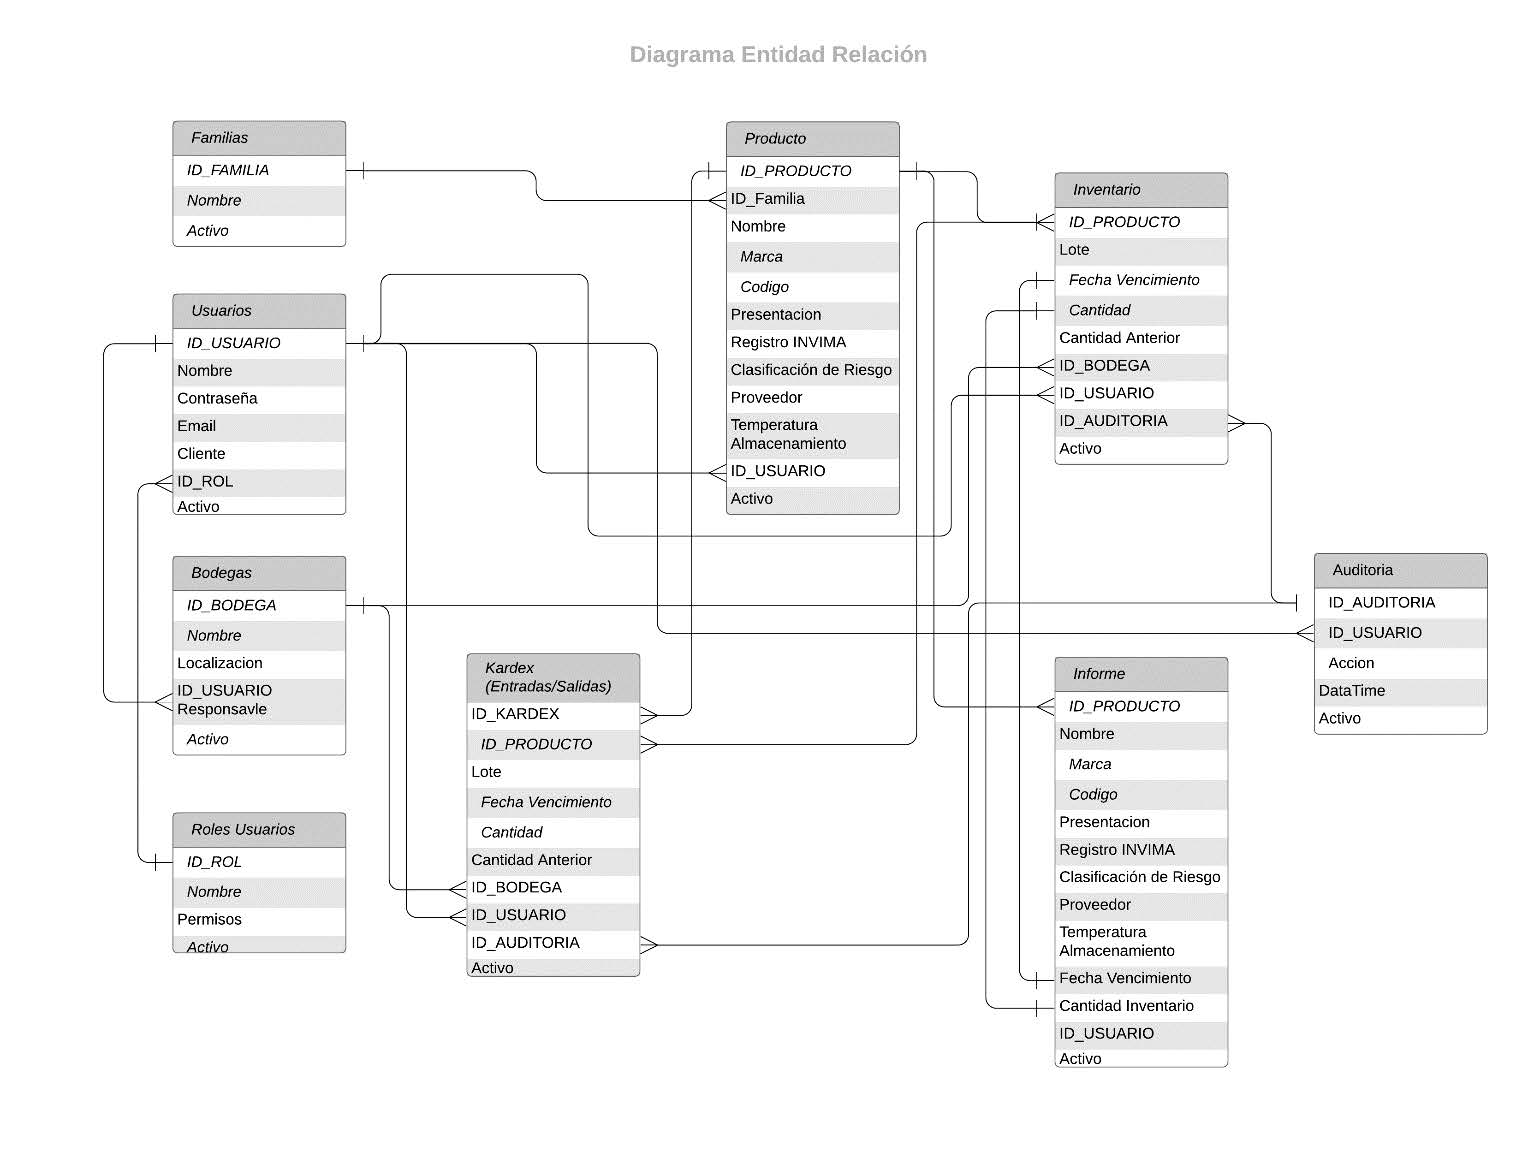 Diagrama Entidad Relación
Familias
ID_FAMILIA
Nombre
Activo
Usuarios
ID_USUARIO
Nombre
Contraseña
Email
Cliente
ID_ROL
Activo
Bodegas
ID_BODEGA
Nombre
Localizacion
ID_USUARIO
Responsavle
Activo
Roles Usuarios
ID_ROL
Nombre
Permisos
Activo
Kardex
(Entradas/Salidas)
ID_KARDEX
ID_PRODUCTO
Lote
Fecha Vencimiento
Cantidad
Cantidad Anterior
ID_BODEGA
ID_USUARIO
ID_AUDITORIA
Activo
Producto
ID_PRODUCTO
ID_Familia
Nombre
Marca
Codigo
Presentacion
Registro INVIMA
Clasificación de Riesgo
Proveedor
Temperatura
Almacenamiento
ID_USUARIO
Activo
Inventario
ID_PRODUCTO
Lote
Fecha Vencimiento
Cantidad
Cantidad Anterior
ID_BODEGA
ID_USUARIO
ID_AUDITORIA
Activo
Informe
ID_PRODUCTO
Nombre
Marca
Codigo
Presentacion
Registro INVIMA
Clasificación de Riesgo
Proveedor
Temperatura
Almacenamiento
Fecha Vencimiento
Cantidad Inventario
ID_USUARIO
Activo
Auditoria
ID_AUDITORIA
ID_USUARIO
Accion
DataTime
Activo